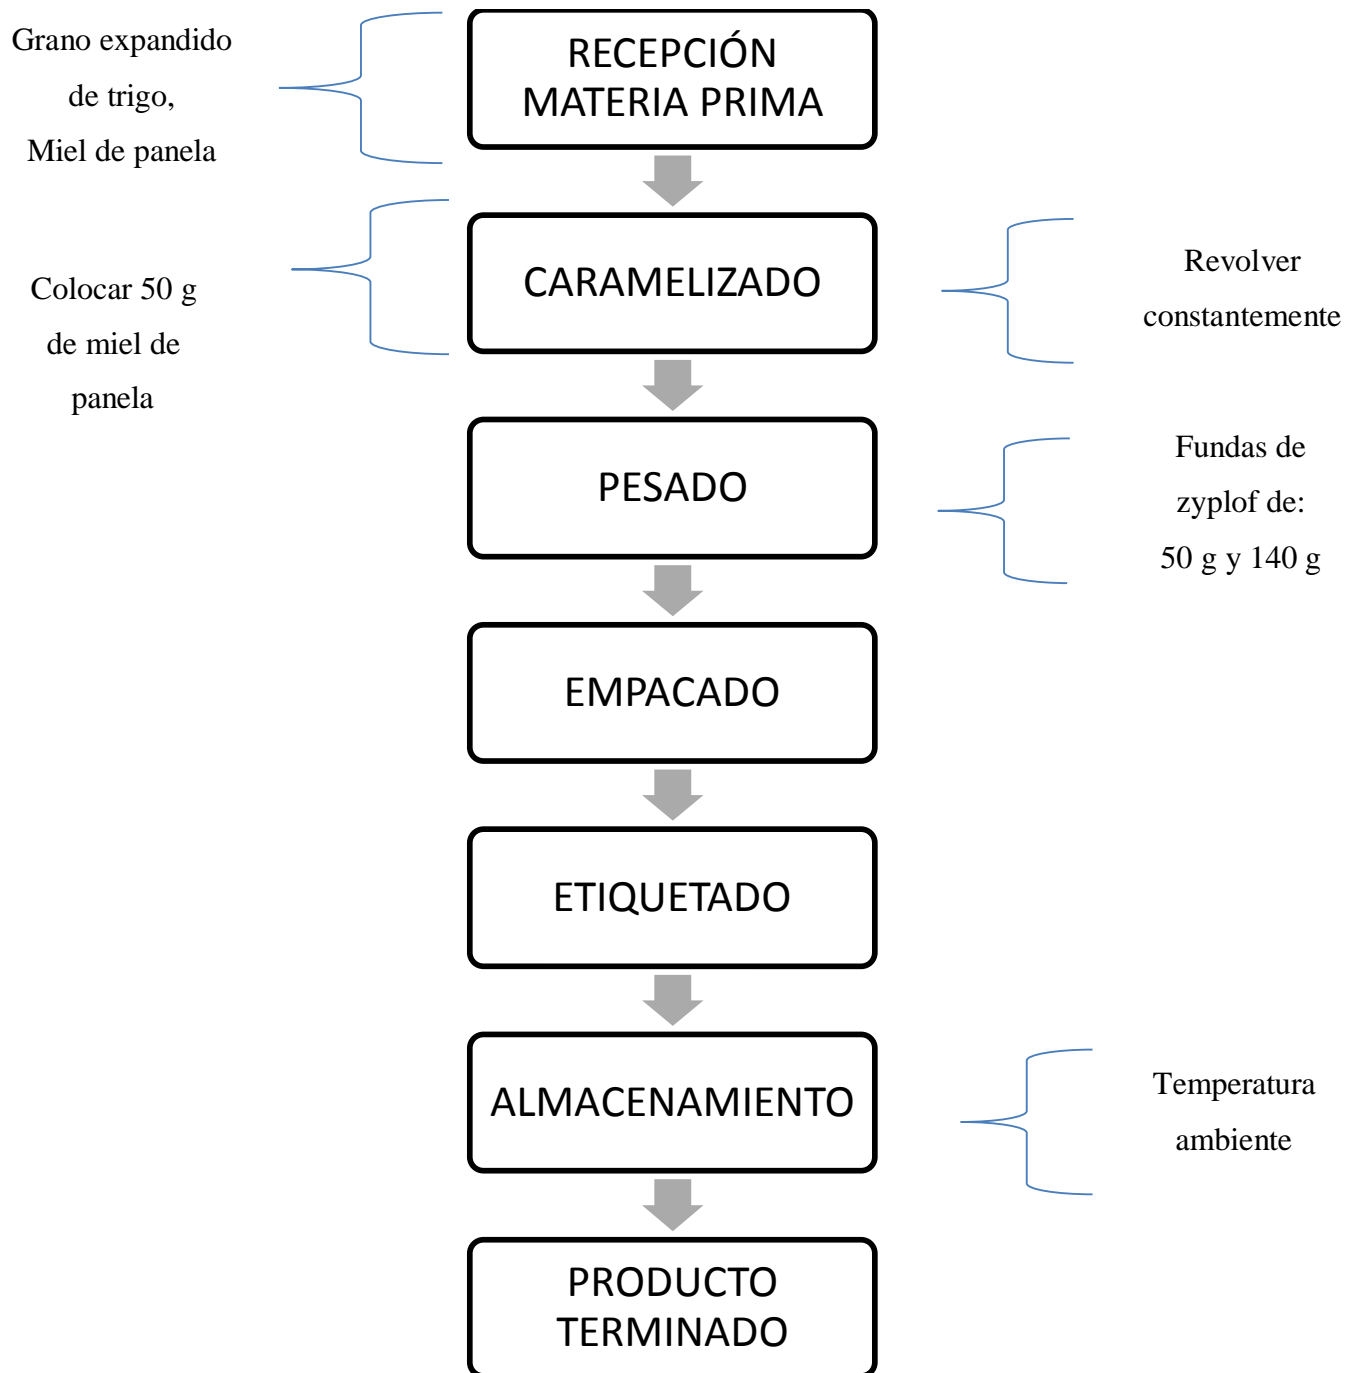 Grano expandido
de trigo,
Miel de panela
RECEPCIÓN
MATERIA PRIMA
Colocar 50 g
de miel de
panela
CARAMELIZADO
Revolver
constantemente
PESADO
Fundas de
zyplof de:
50 g y 140 g
EMPACADO
ETIQUETADO
ALMACENAMIENTO
Temperatura
ambiente
PRODUCTO
TERMINADO